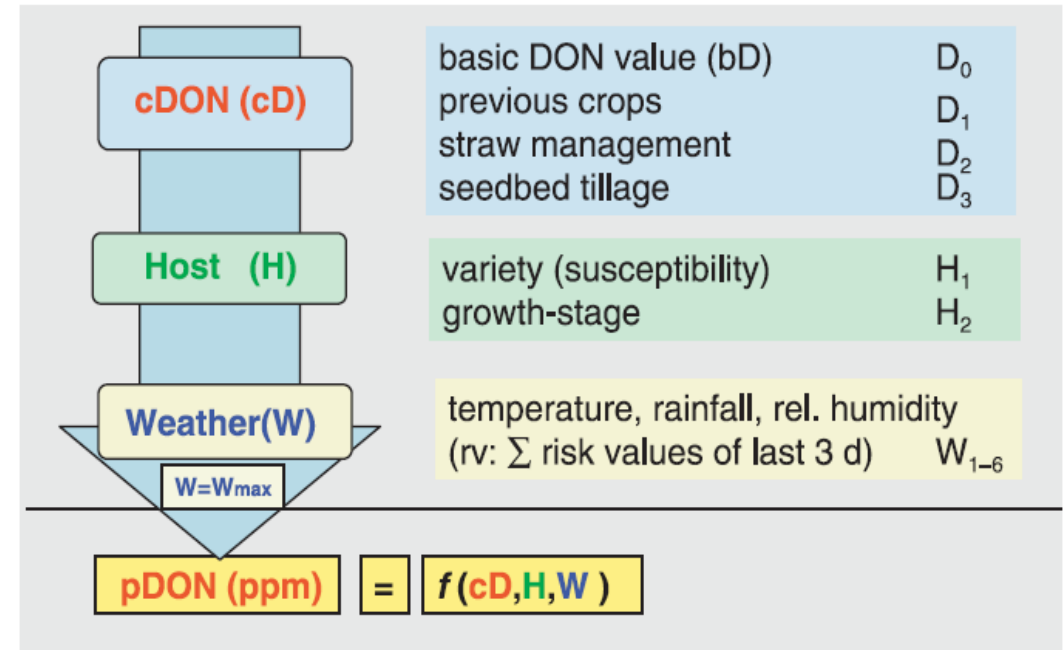 cDON (cD)
basic DON value (bD) D₀
previous crops D₁
straw management D₂
seedbed tillage D₃
Host (H)
variety (susceptibility) H₁
growth-stage H₂
Weather(W)
temperature, rainfall, rel. humidity
(rv: ∑ risk values of last 3 d) W₁₋₆
W=Wmax
pDON (ppm) = f (cD,H,W )